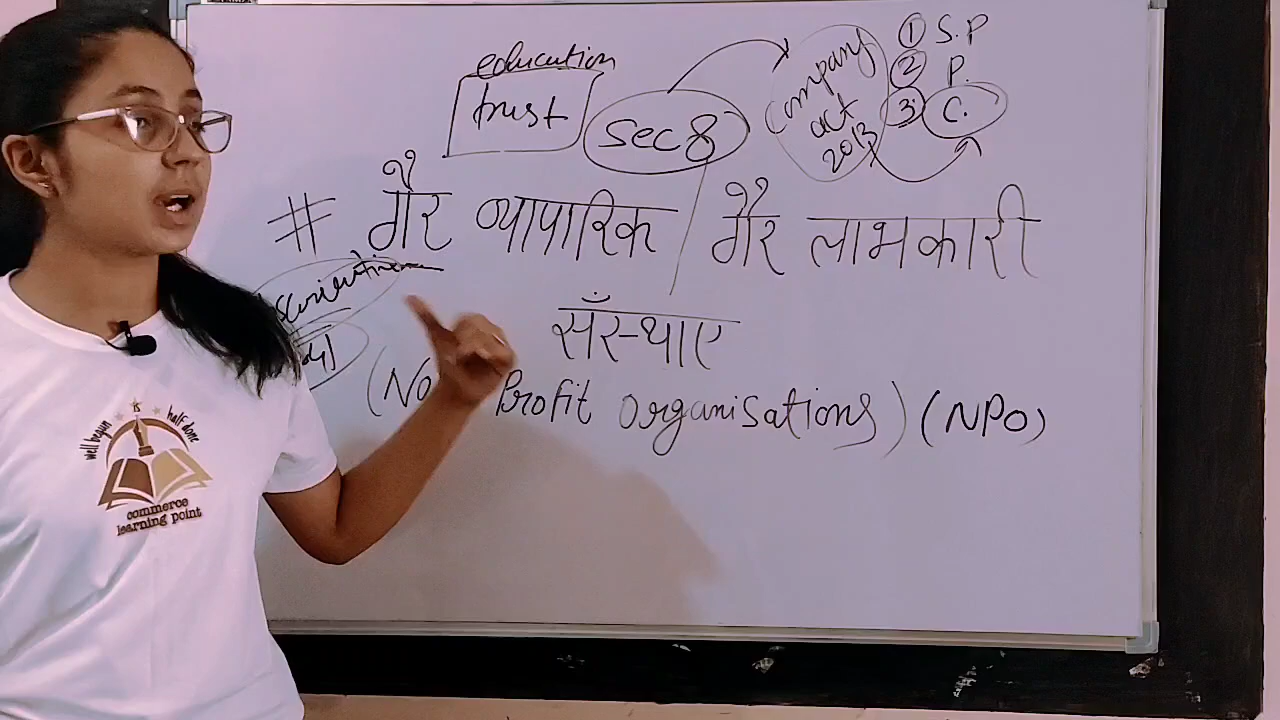 education
trust
Sec 8
Company
act
2013
① S.P
② P.
③ C.
# गैर व्यापारिक / गैर लाभकारी
सँस्थाए
Profit Organisations) (NPO)
well begun is half done
commerce
learning point